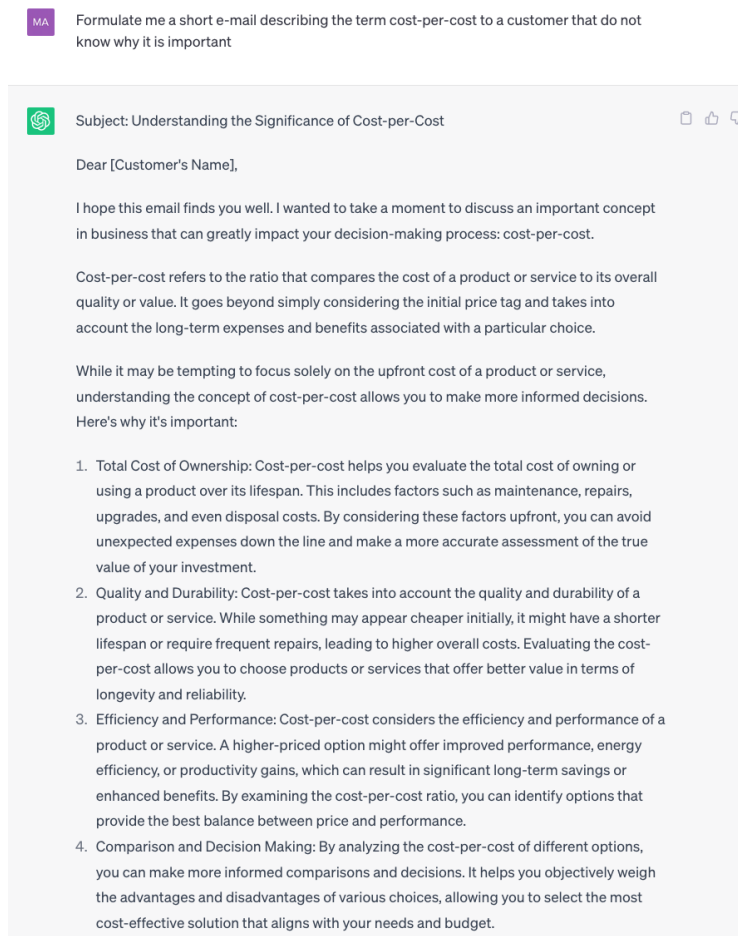 MA
Formulate me a short e-mail describing the term cost-per-cost to a customer that do not
know why it is important
Subject: Understanding the Significance of Cost-per-Cost
Dear [Customer's Name],
I hope this email finds you well. I wanted to take a moment to discuss an important concept
in business that can greatly impact your decision-making process: cost-per-cost.
Cost-per-cost refers to the ratio that compares the cost of a product or service to its overall
quality or value. It goes beyond simply considering the initial price tag and takes into
account the long-term expenses and benefits associated with a particular choice.
While it may be tempting to focus solely on the upfront cost of a product or service,
understanding the concept of cost-per-cost allows you to make more informed decisions.
Here's why it's important:
1. Total Cost of Ownership: Cost-per-cost helps you evaluate the total cost of owning or
using a product over its lifespan. This includes factors such as maintenance, repairs,
upgrades, and even disposal costs. By considering these factors upfront, you can avoid
unexpected expenses down the line and make a more accurate assessment of the true
value of your investment.
2. Quality and Durability: Cost-per-cost takes into account the quality and durability of a
product or service. While something may appear cheaper initially, it might have a shorter
lifespan or require frequent repairs, leading to higher overall costs. Evaluating the cost-
per-cost allows you to choose products or services that offer better value in terms of
longevity and reliability.
3. Efficiency and Performance: Cost-per-cost considers the efficiency and performance of a
product or service. A higher-priced option might offer improved performance, energy
efficiency, or productivity gains, which can result in significant long-term savings or
enhanced benefits. By examining the cost-per-cost ratio, you can identify options that
provide the best balance between price and performance.
4. Comparison and Decision Making: By analyzing the cost-per-cost of different options,
you can make more informed comparisons and decisions. It helps you objectively weigh
the advantages and disadvantages of various choices, allowing you to select the most
cost-effective solution that aligns with your needs and budget.